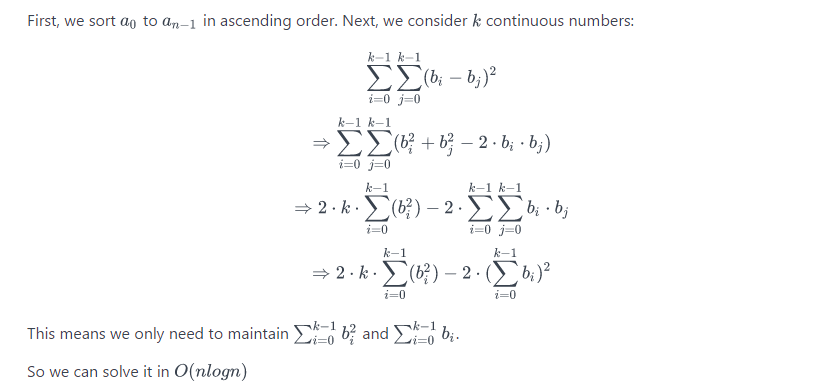 First, we sort a₀ to aₙ₋₁ in ascending order. Next, we consider k continuous numbers:
$\sum_{i=0}^{k-1}\sum_{j=0}^{k-1}(b_i - b_j)^2$
$\Rightarrow \sum_{i=0}^{k-1}\sum_{j=0}^{k-1}(b_i^2 + b_j^2 - 2 \cdot b_i \cdot b_j)$
$\Rightarrow 2 \cdot k \cdot \sum_{i=0}^{k-1}(b_i^2) - 2 \cdot \sum_{i=0}^{k-1}\sum_{j=0}^{k-1} b_i \cdot b_j$
$\Rightarrow 2 \cdot k \cdot \sum_{i=0}^{k-1}(b_i^2) - 2 \cdot (\sum_{i=0}^{k-1} b_i)^2$
This means we only need to maintain $\sum_{i=0}^{k-1} b_i^2$ and $\sum_{i=0}^{k-1} b_i$.
So we can solve it in $O(nlogn)$